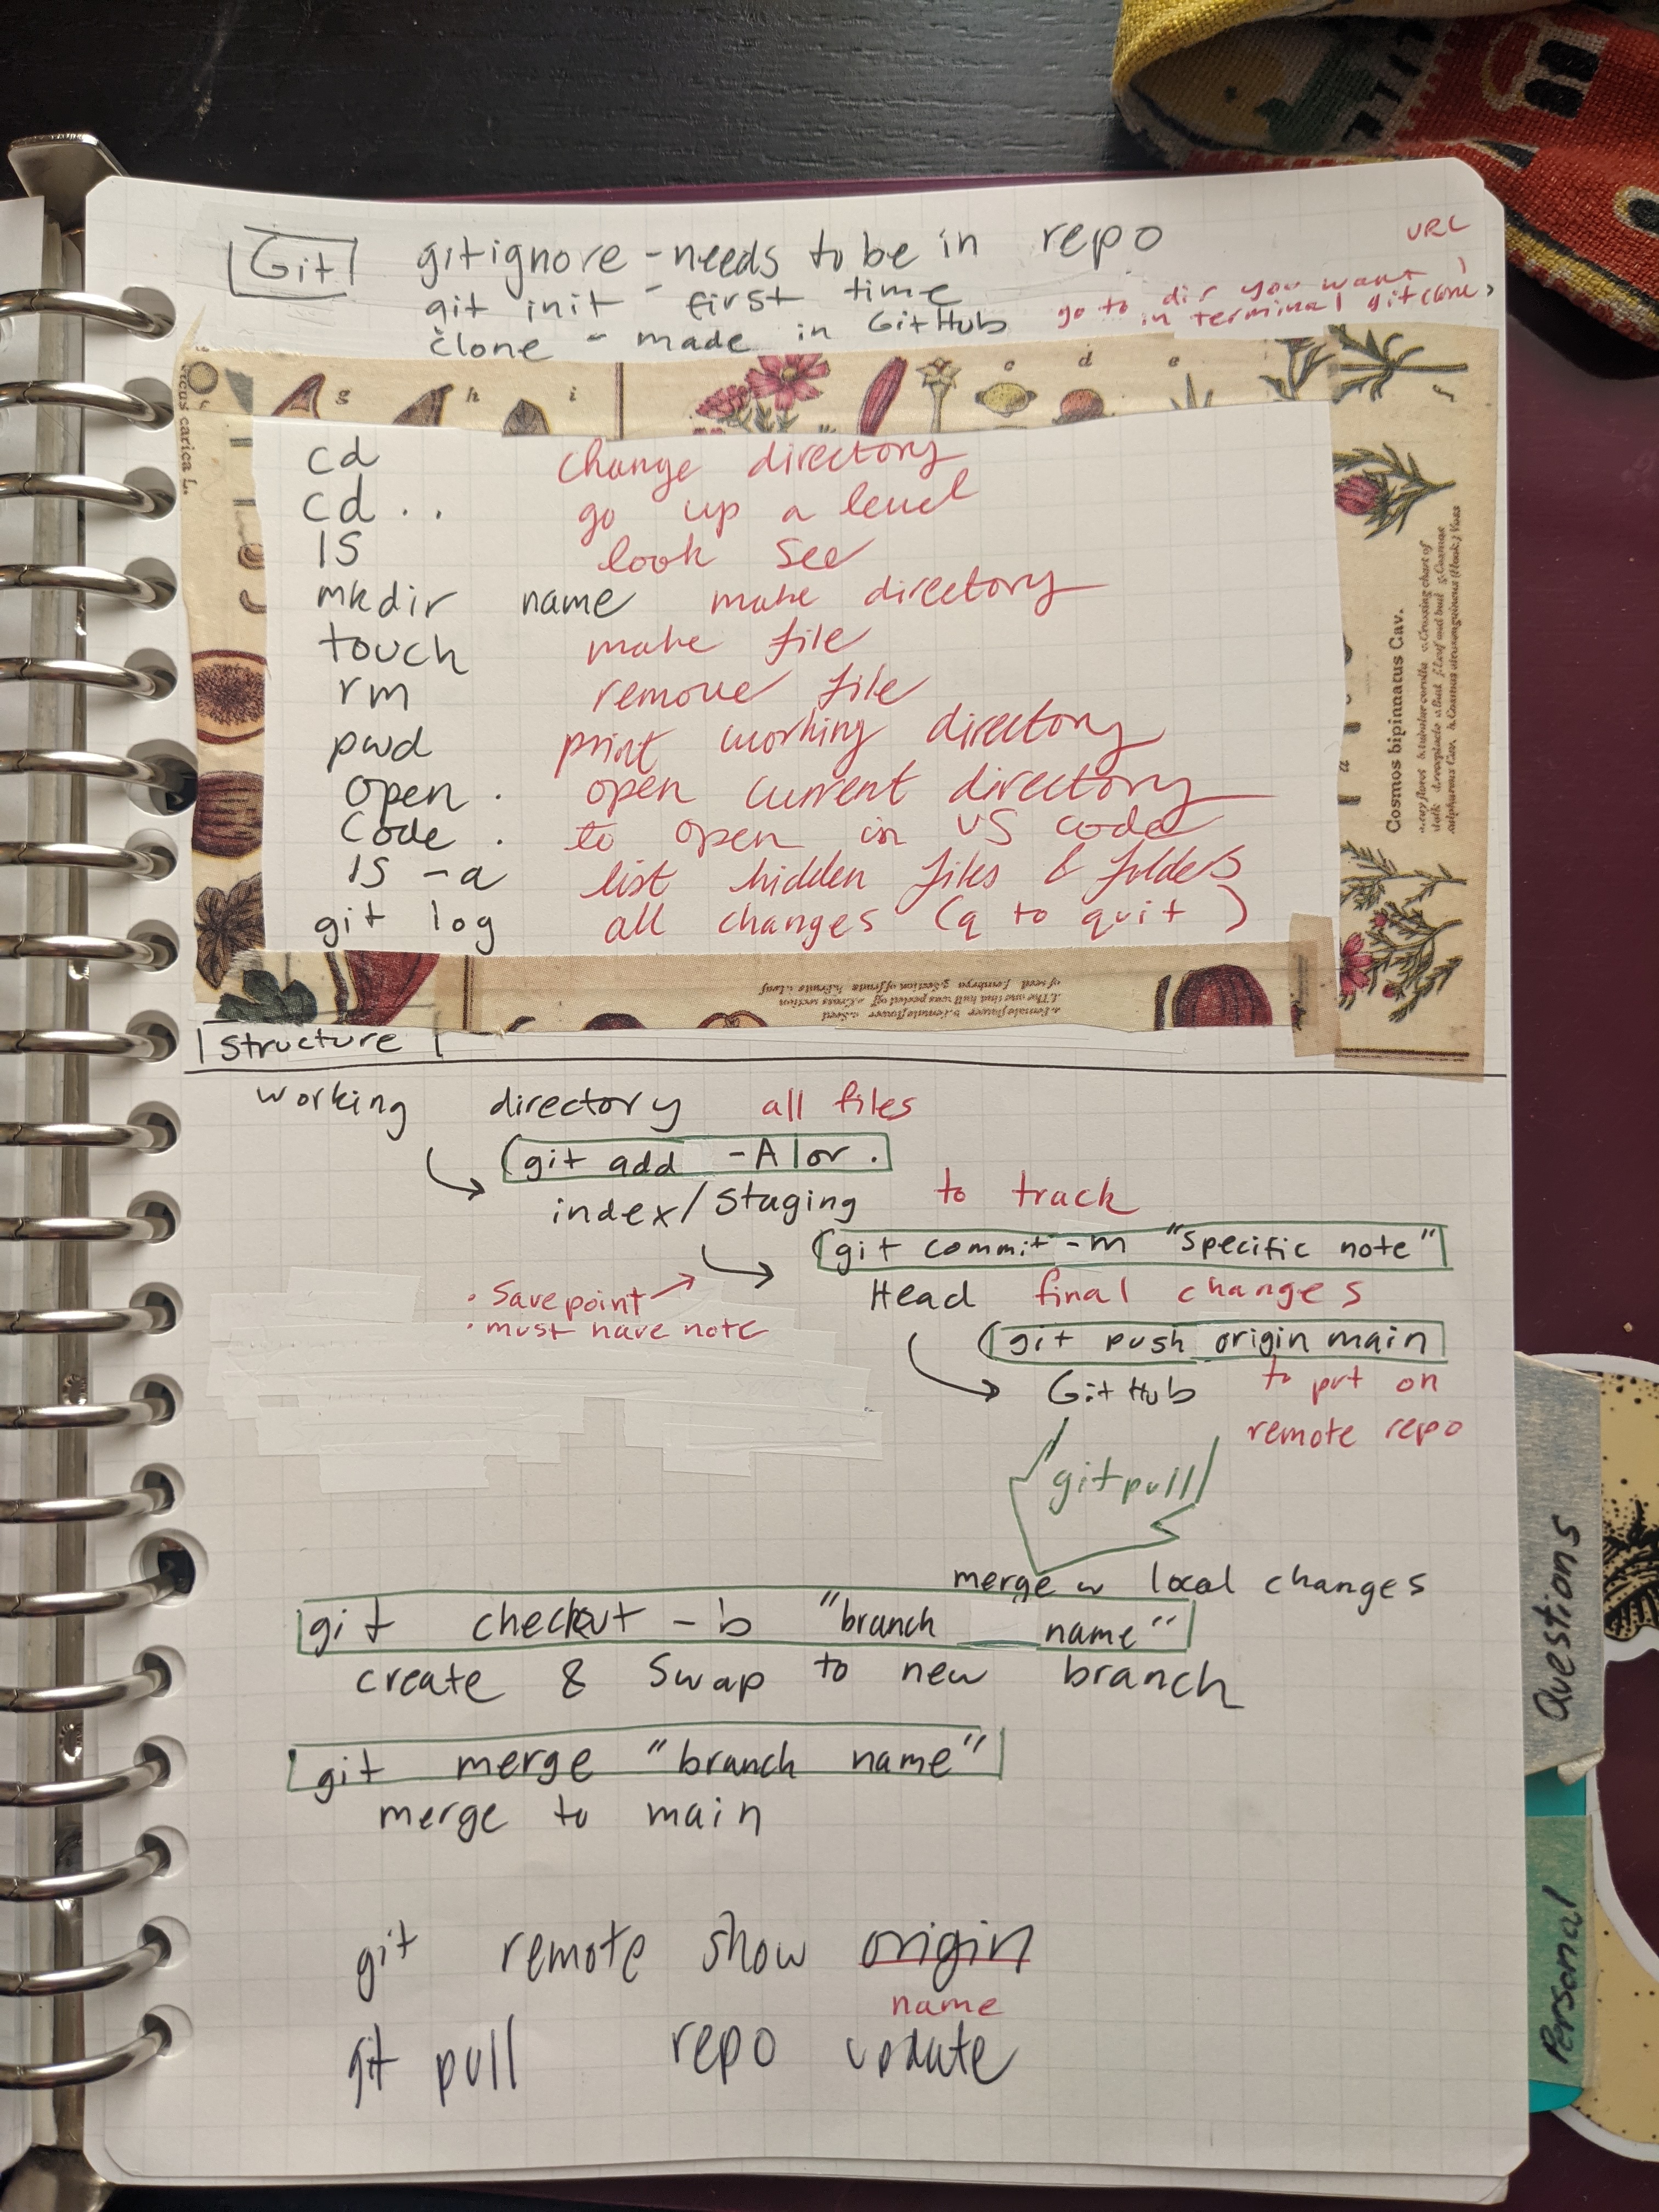 Git gitignore - needs to be in repo
URL
git init - first time
clone - made in GitHub
go to dir you want,
in terminal git clone,
g h i c d e
cd change directory
cd .. go up a level
ls look see
mkdir name make directory
touch make file
rm remove file
pwd print working directory
open . open current directory
code . to open in VS code
ls -a list hidden files & folders
git log all changes (q to quit)
Cosmos bipinnatus Cav.
structure
working directory all files
(git add -A | or .
index/staging to track
(git commit -m "specific note"
· Save point
· must have note
Head final changes
(git push origin main
GitHub to put on
remote repo
git pull
merge w local changes
git checkout -b "branch name"
create & swap to new branch
git merge "branch name"
merge to main
git remote show origin
name
git pull repo update
Questions
Personal